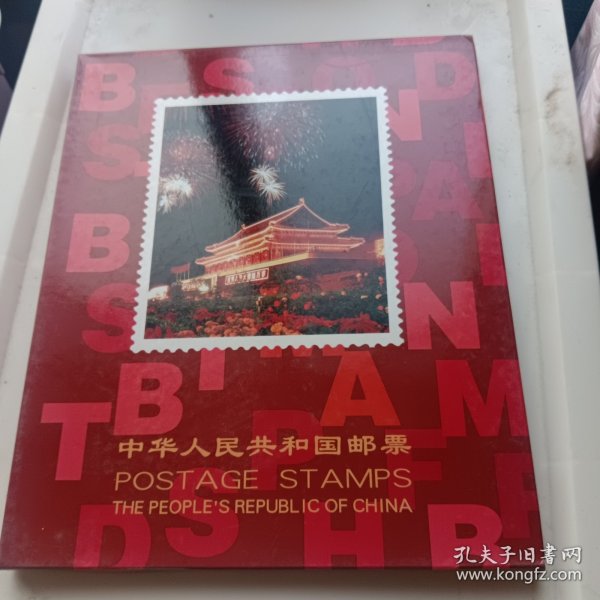 中华人民共和国邮票
POSTAGE STAMPS
THE PEOPLE'S REPUBLIC OF CHINA
孔夫子旧書网
www.kongfz.com